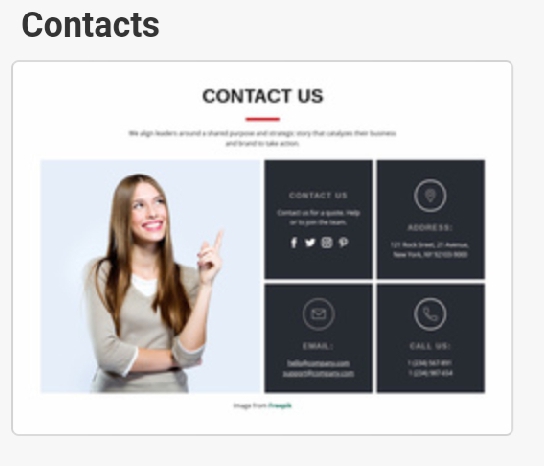 Contacts
CONTACT US
We align leaders around a shared purpose and strategic story that catalyzes their business
and brand to take action.
CONTACT US
Contact us for a quote. Help
or to join the team.
ADDRESS:
121 Rock Street, 21 Avenue,
New York, NY 92103-9000
EMAIL:
hello@company.com
support@company.com
CALL US:
1 (234) 567-891
1 (234) 987-654
Image from Freepik